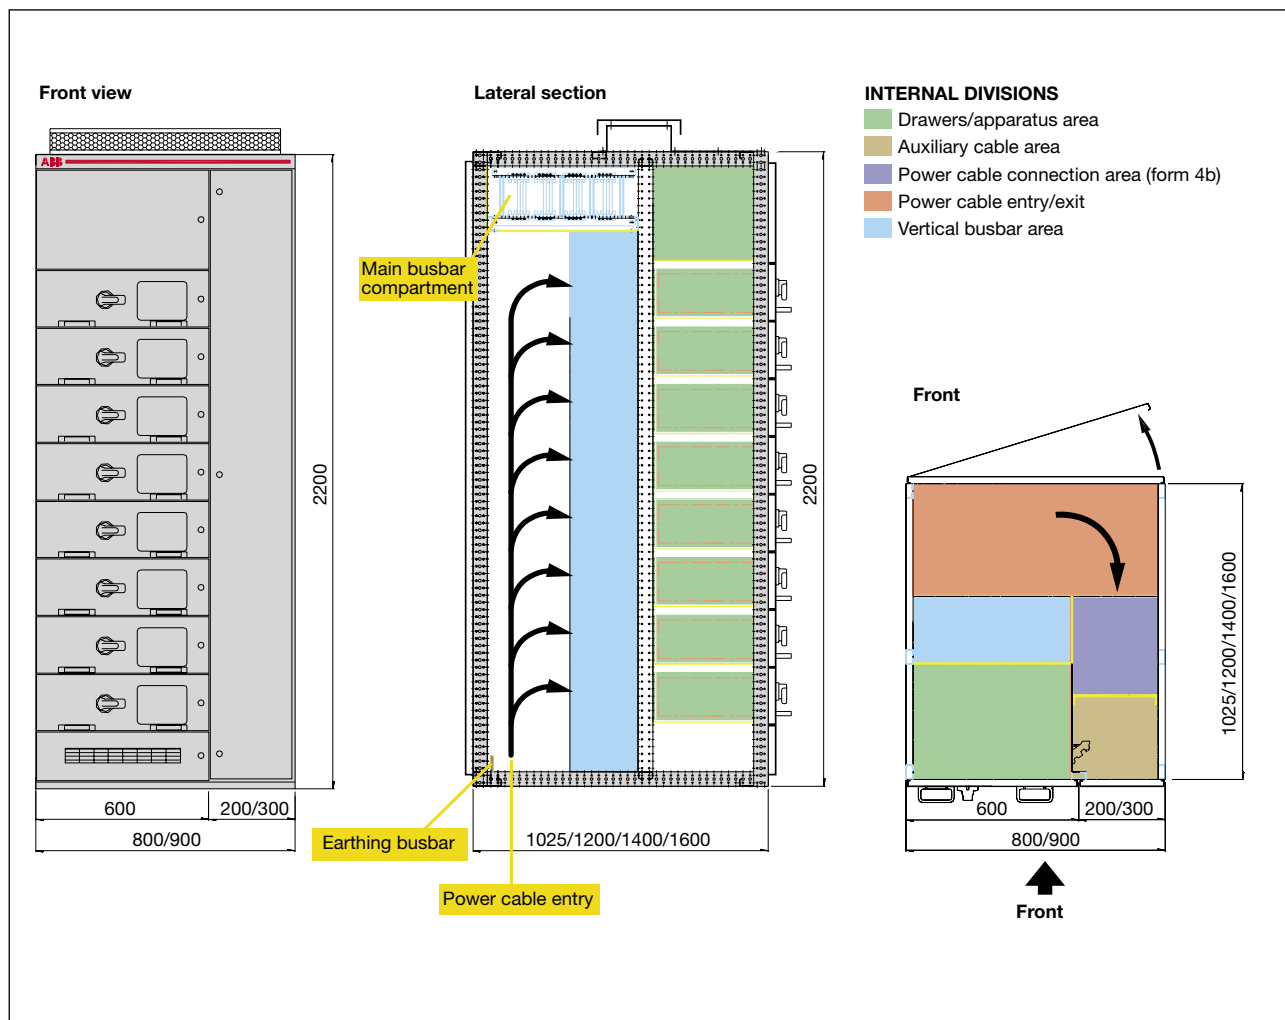 Front view
ABB
2200
600
200/300
800/900
Lateral section
Main busbar
compartment
2200
Earthing busbar
1025/1200/1400/1600
Power cable entry
INTERNAL DIVISIONS
Drawers/apparatus area
Auxiliary cable area
Power cable connection area (form 4b)
Power cable entry/exit
Vertical busbar area
Front
1025/1200/1400/1600
600
200/300
800/900
Front